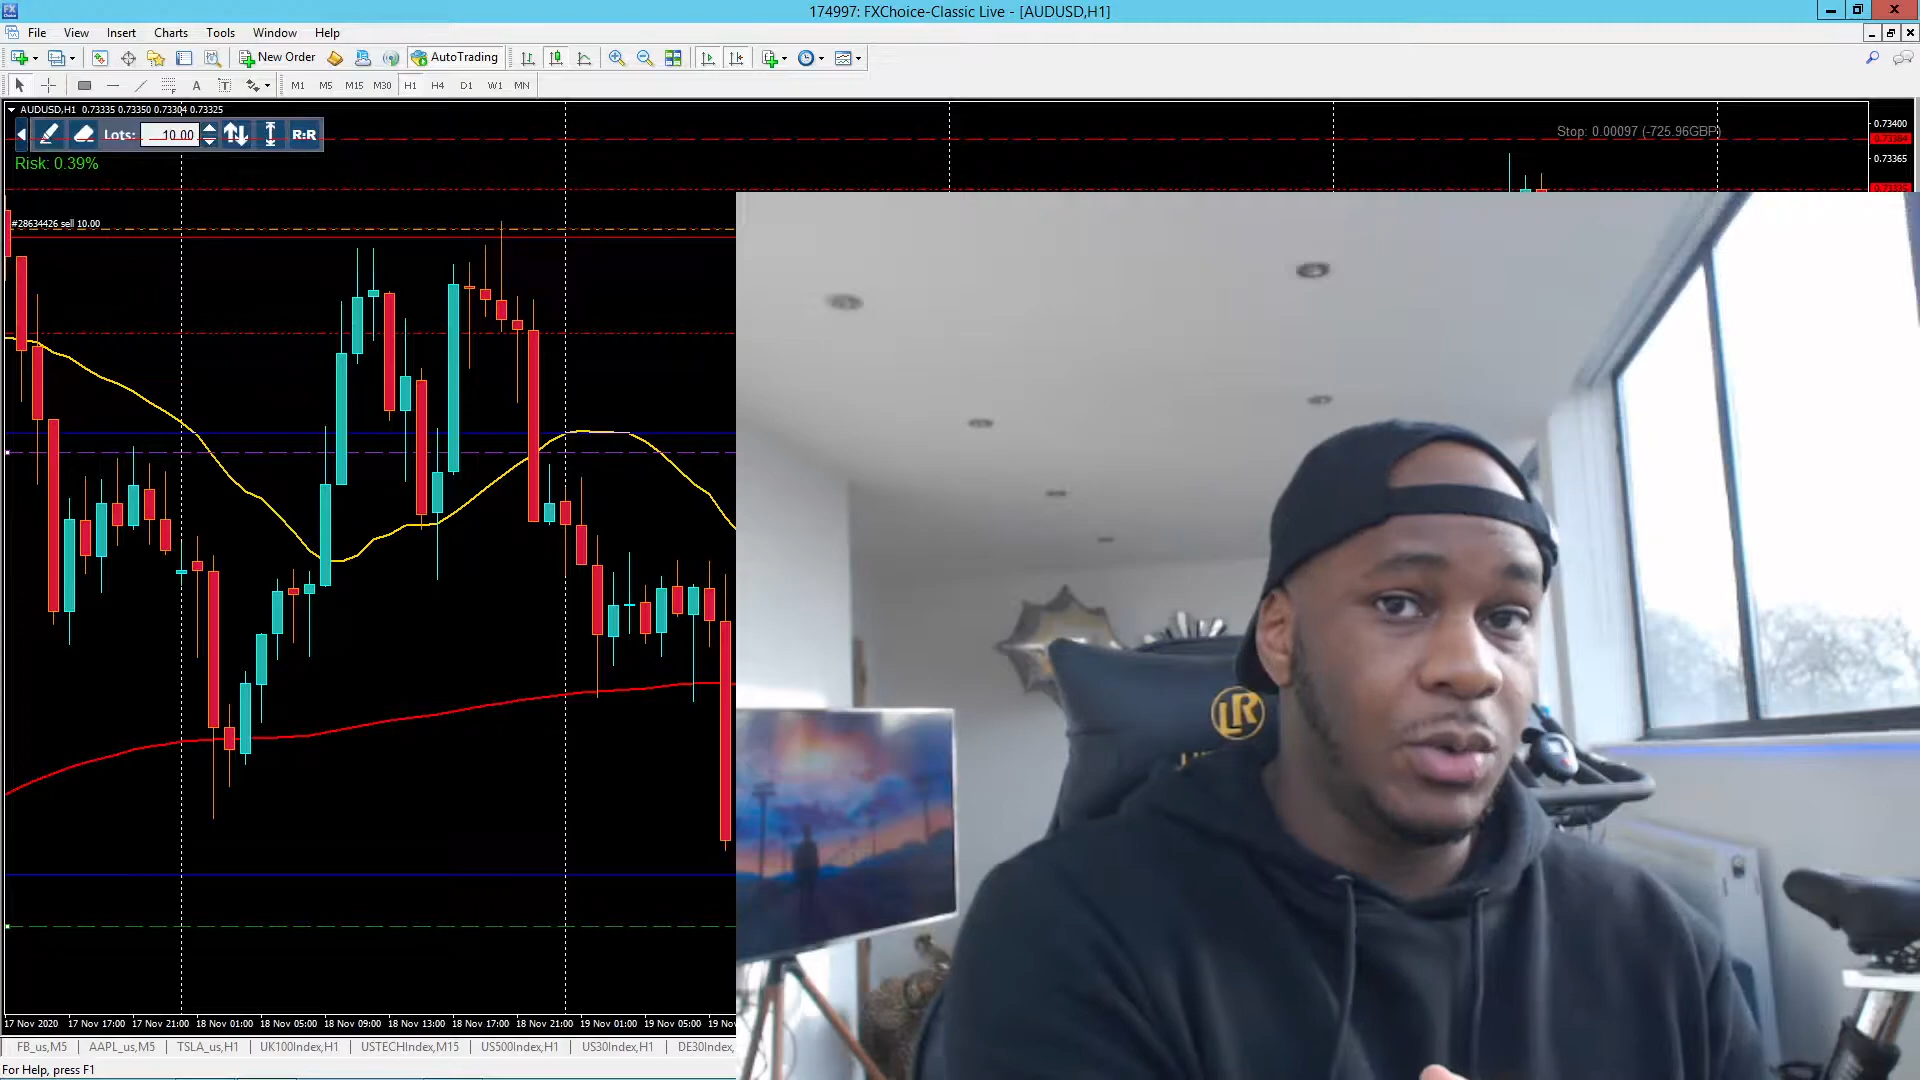 174997: FXChoice-Classic Live - [AUDUSD,H1]
File View Insert Charts Tools Window Help
New Order AutoTrading
A T M1 M5 M15 M30 H1 H4 D1 W1 MN
AUDUSD,H1 0.73335 0.73350 0.73304 0.73325
Lots: 10.00 R:R
Risk: 0.39%
Stop: 0.00097 (-725.96GBP)
0.73400
0.73365
#28634426 sell 10.00
LR
17 Nov 2020 17 Nov 17:00 17 Nov 21:00 18 Nov 01:00 18 Nov 05:00 18 Nov 09:00 18 Nov 13:00 18 Nov 17:00 18 Nov 21:00 19 Nov 01:00 19 Nov 05:00 19 Nov
FB_us,M5 AAPL_us,M5 TSLA_us,H1 UK100Index,H1 USTECHIndex,M15 US500Index,H1 US30Index,H1 DE30Index,
For Help, press F1